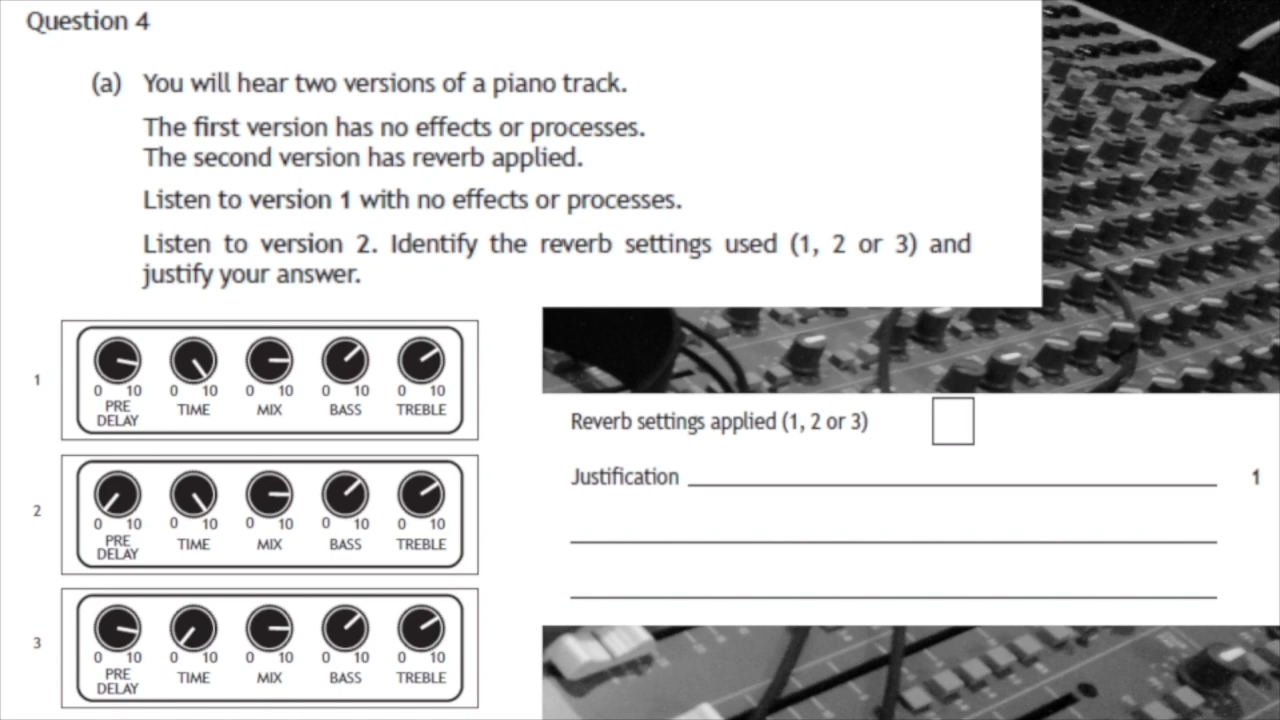 Question 4
(a) You will hear two versions of a piano track.
The first version has no effects or processes.
The second version has reverb applied.
Listen to version 1 with no effects or processes.
Listen to version 2. Identify the reverb settings used (1, 2 or 3) and
justify your answer.
1
0 10 0 10 0 10 0 10 0 10
PRE DELAY TIME MIX BASS TREBLE
2
0 10 0 10 0 10 0 10 0 10
PRE DELAY TIME MIX BASS TREBLE
3
0 10 0 10 0 10 0 10 0 10
PRE DELAY TIME MIX BASS TREBLE
Reverb settings applied (1, 2 or 3)
Justification 1